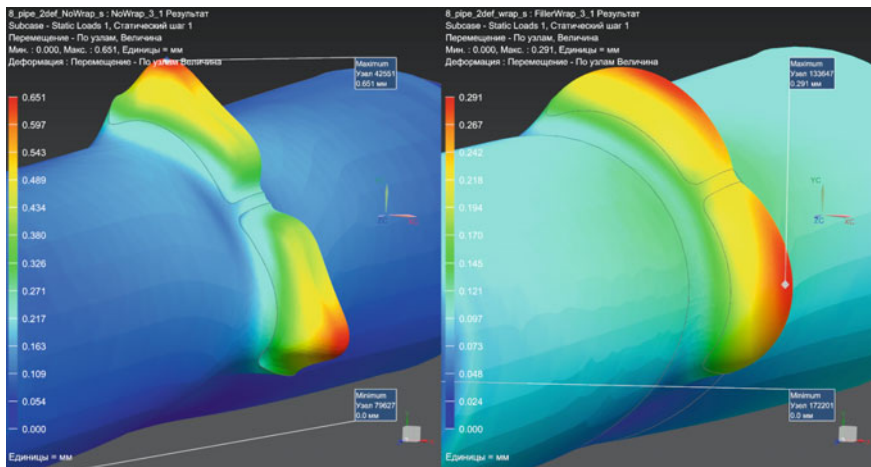 8_pipe_2def_NoWrap_s : NoWrap_3_1 Результат
Subcase - Static Loads 1, Статический шаг 1
Перемещение - По узлам, Величина
Мин. : 0.000, Макс. : 0.651, Единицы = мм
Деформация : Перемещение - По узлам Величина
Maximum
Узел 42551
0.651 мм
0.651
0.597
0.543
0.489
0.434
0.380
0.326
0.271
0.217
0.163
0.109
0.054
0.000
YC
ZC
XC
Minimum
Узел 79627
0.0 мм
Единицы = мм
8_pipe_2def_wrap_s : FillerWrap_3_1 Результат
Subcase - Static Loads 1, Статический шаг 1
Перемещение - По узлам, Величина
Мин. : 0.000, Макс. : 0.291, Единицы = мм
Деформация : Перемещение - По узлам Величина
Maximum
Узел 133647
0.291 мм
0.291
0.267
0.242
0.218
0.194
0.170
0.145
0.121
0.097
0.073
0.048
0.024
0.000
YC
ZC
XC
Minimum
Узел 172201
0.0 мм
Единицы = мм